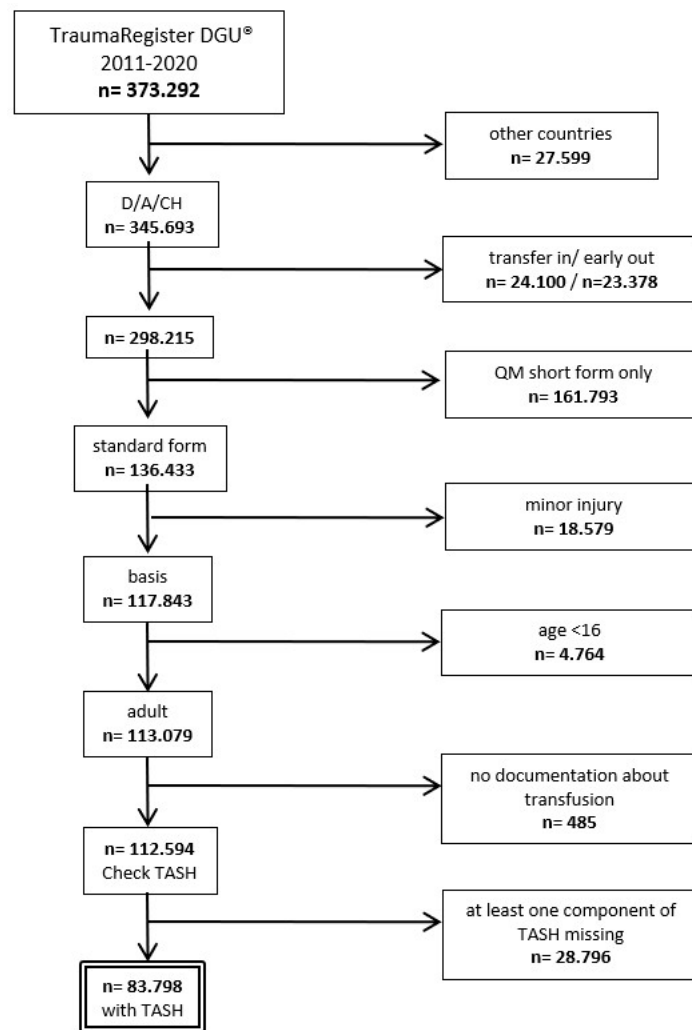 TraumaRegister DGU®
2011-2020
n= 373.292
other countries
n= 27.599
D/A/CH
n= 345.693
transfer in/ early out
n= 24.100 / n=23.378
n= 298.215
QM short form only
n= 161.793
standard form
n= 136.433
minor injury
n= 18.579
basis
n= 117.843
age <16
n= 4.764
adult
n= 113.079
no documentation about
transfusion
n= 485
n= 112.594
Check TASH
at least one component of
TASH missing
n= 28.796
n= 83.798
with TASH